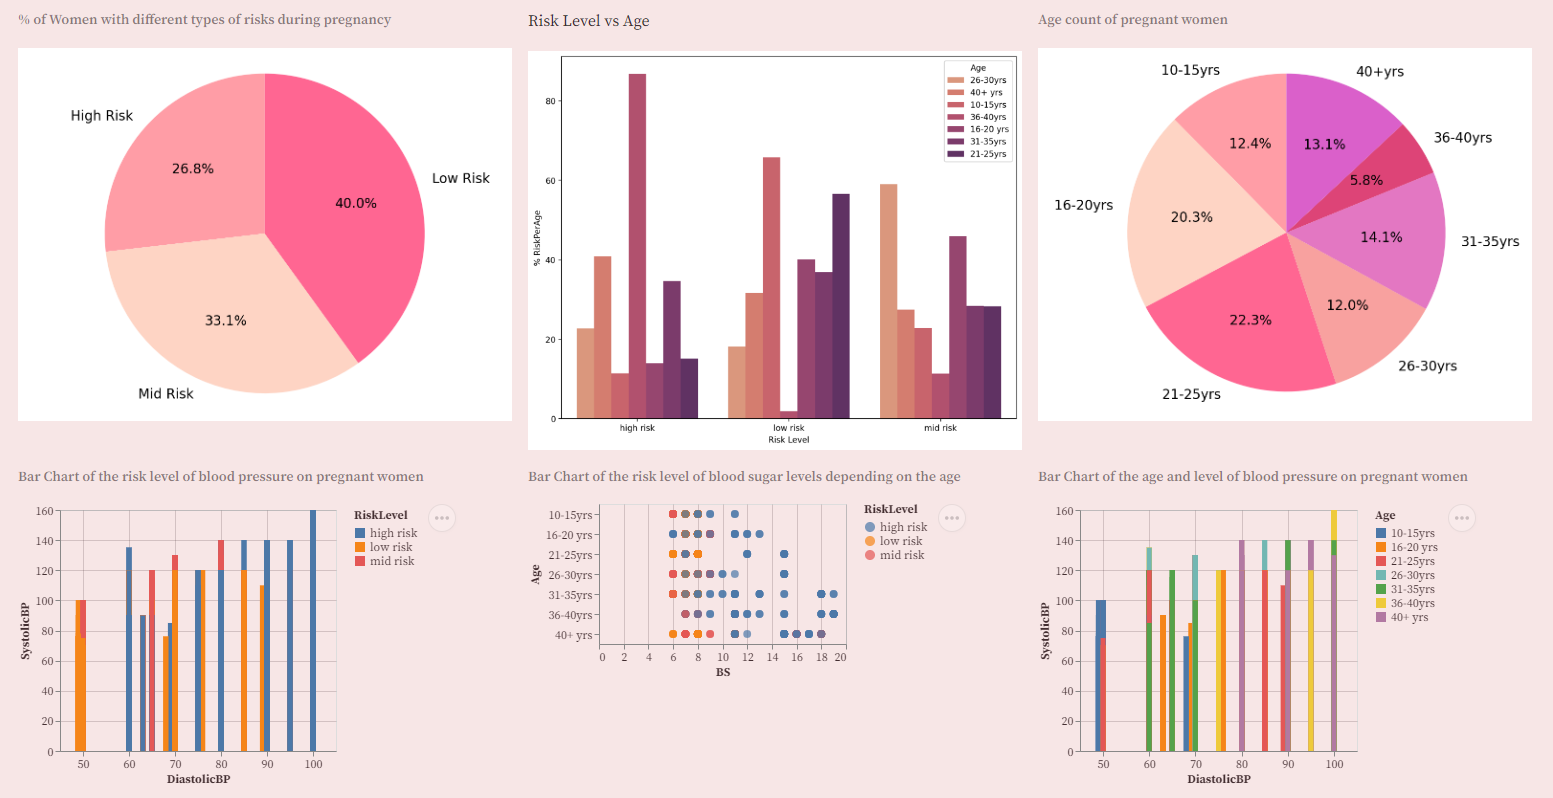 % of Women with different types of risks during pregnancy
High Risk
26.8%
Low Risk
40.0%
33.1%
Mid Risk
Risk Level vs Age
% RiskPerAge
80
60
40
20
0
high risk
low risk
mid risk
Risk Level
Age
26-30yrs
40+ yrs
10-15yrs
36-40yrs
16-20 yrs
31-35yrs
21-25yrs
Age count of pregnant women
10-15yrs
40+yrs
12.4%
13.1%
36-40yrs
5.8%
16-20yrs
20.3%
14.1%
31-35yrs
12.0%
22.3%
26-30yrs
21-25yrs
Bar Chart of the risk level of blood pressure on pregnant women
SystolicBP
160
140
120
100
80
60
40
20
0
50 60 70 80 90 100
DiastolicBP
RiskLevel
high risk
low risk
mid risk
Bar Chart of the risk level of blood sugar levels depending on the age
Age
10-15yrs
16-20 yrs
21-25yrs
26-30yrs
31-35yrs
36-40yrs
40+ yrs
0 2 4 6 8 10 12 14 16 18 20
BS
RiskLevel
high risk
low risk
mid risk
Bar Chart of the age and level of blood pressure on pregnant women
SystolicBP
160
140
120
100
80
60
40
20
0
50 60 70 80 90 100
DiastolicBP
Age
10-15yrs
16-20 yrs
21-25yrs
26-30yrs
31-35yrs
36-40yrs
40+ yrs